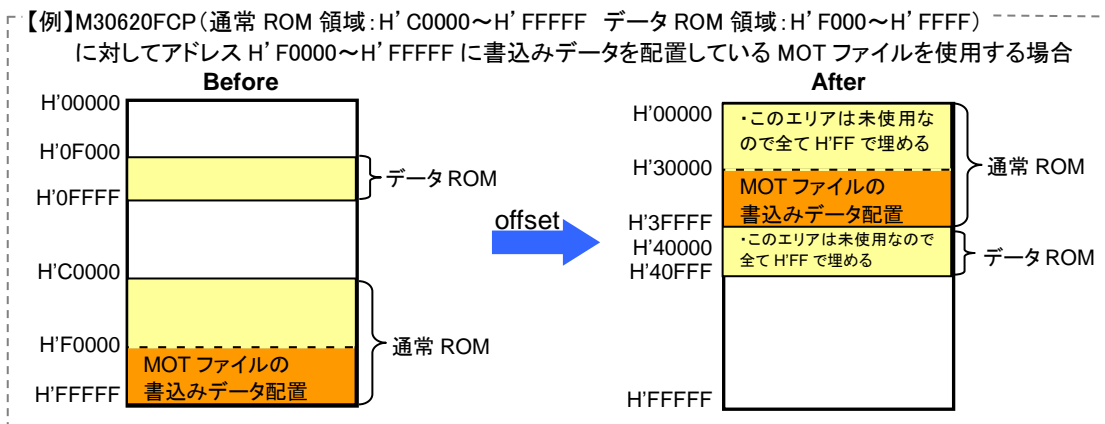 【例】M30620FCP(通常 ROM 領域:H'C0000~H'FFFFF データ ROM 領域:H'F000~H'FFFF)
に対してアドレス H'F0000~H'FFFFF に書込みデータを配置している MOT ファイルを使用する場合
Before
H'00000
H'0F000
データ ROM
H'0FFFF
H'C0000
H'F0000
通常 ROM
MOT ファイルの
書込みデータ配置
H'FFFFF
offset
After
H'00000
・このエリアは未使用な
ので全て H'FF で埋める
H'30000
通常 ROM
MOT ファイルの
書込みデータ配置
H'3FFFF
H'40000
・このエリアは未使用なので
全て H'FF で埋める
H'40FFF
データ ROM
H'FFFFF